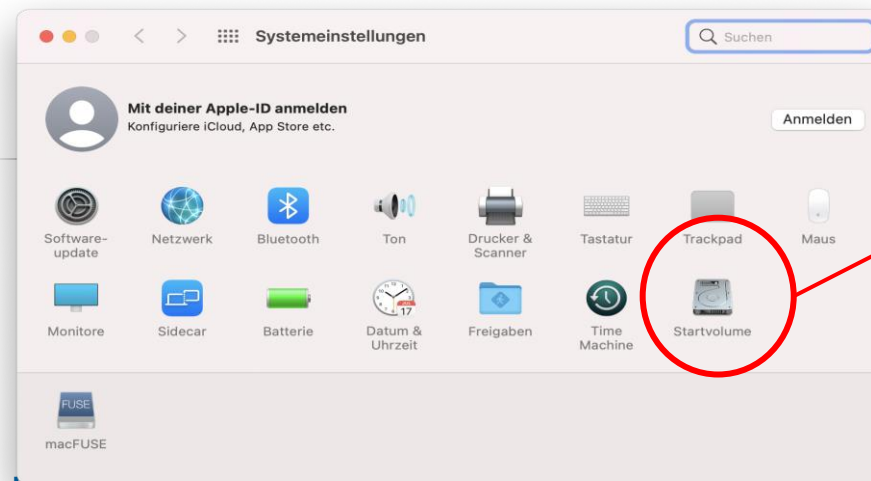 Systemeinstellungen
Suchen
Mit deiner Apple-ID anmelden
Konfiguriere iCloud, App Store etc.
Anmelden
Software-
update
Netzwerk
Bluetooth
Ton
Drucker &
Scanner
Tastatur
Trackpad
Maus
Monitore
Sidecar
Batterie
17
Datum &
Uhrzeit
Freigaben
Time
Machine
Startvolume
FUSE
macFUSE